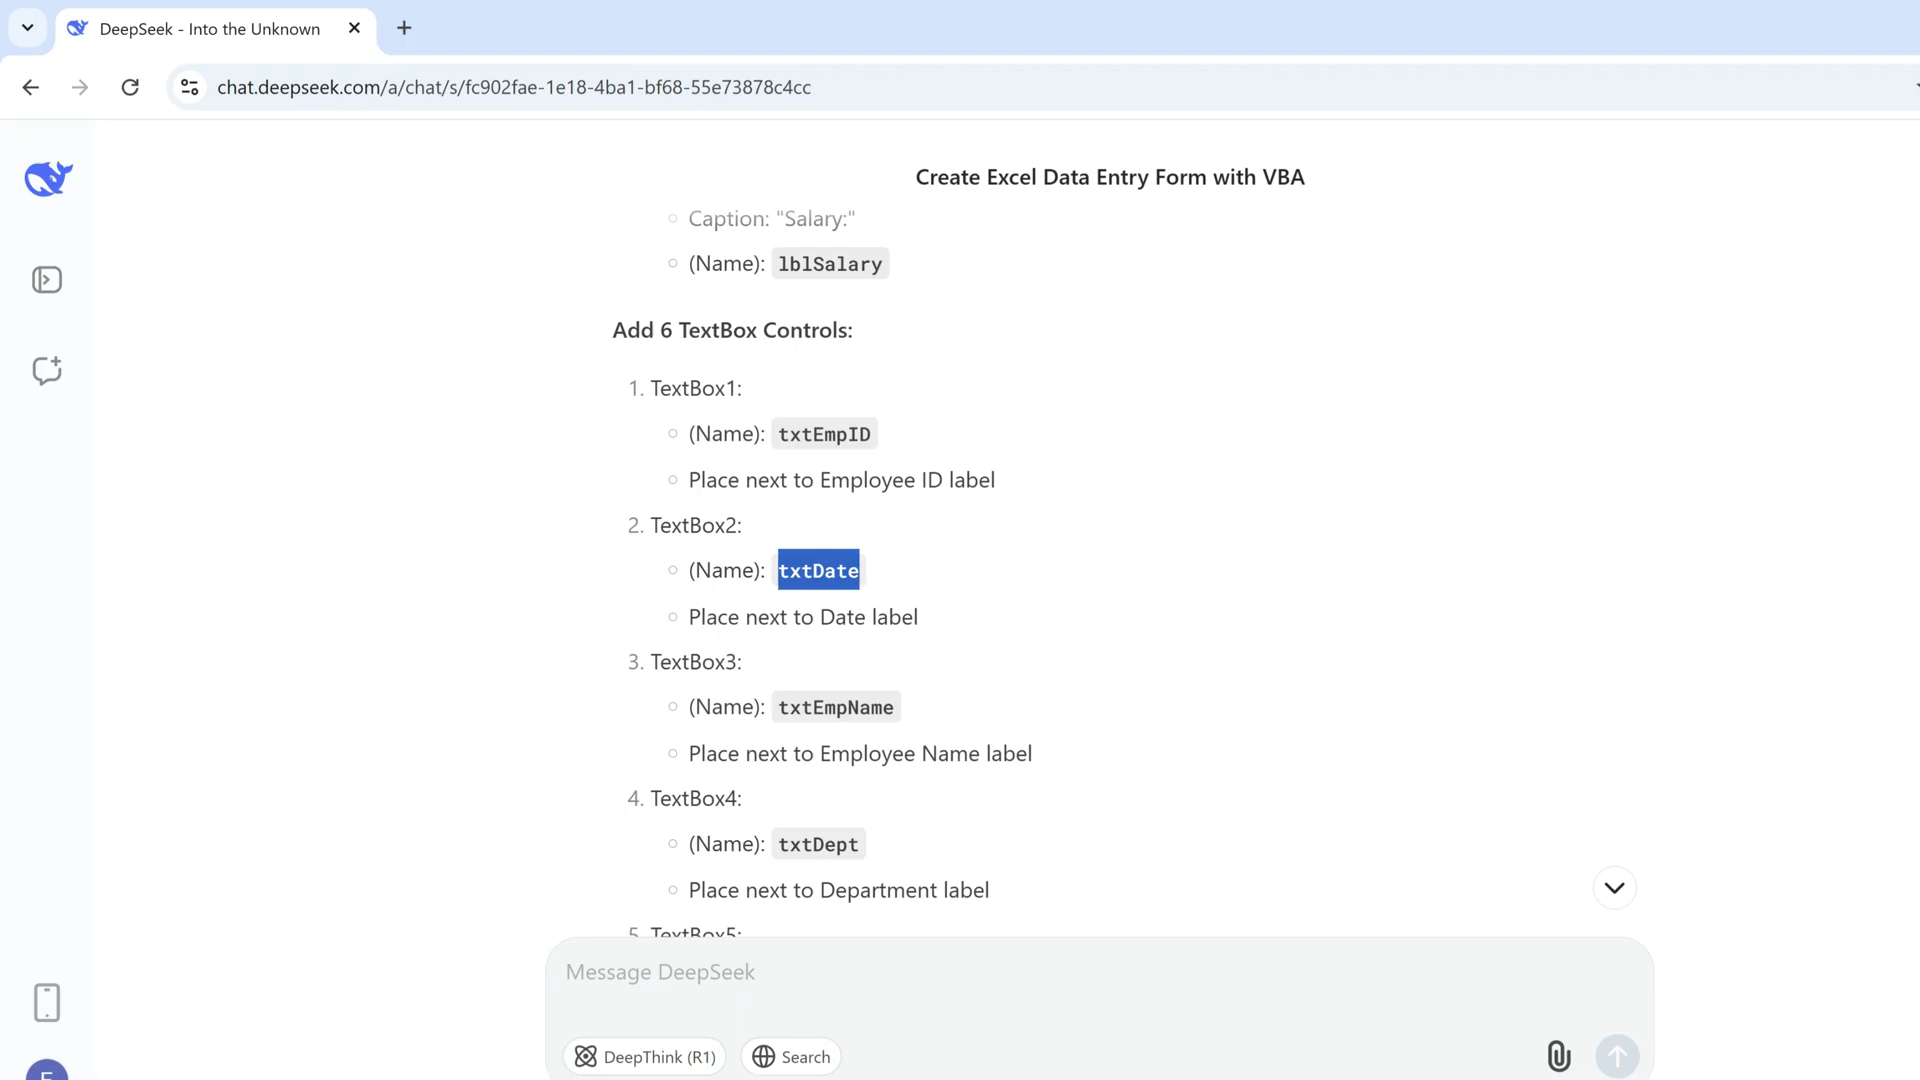 DeepSeek - Into the Unknown
chat.deepseek.com/a/chat/s/fc902fae-1e18-4ba1-bf68-55e73878c4cc
Create Excel Data Entry Form with VBA
Caption: "Salary:"
(Name): lblSalary
Add 6 TextBox Controls:
1. TextBox1:
(Name): txtEmpID
Place next to Employee ID label
2. TextBox2:
(Name): txtDate
Place next to Date label
3. TextBox3:
(Name): txtEmpName
Place next to Employee Name label
4. TextBox4:
(Name): txtDept
Place next to Department label
5. TextBox5:
Message DeepSeek
DeepThink (R1)
Search